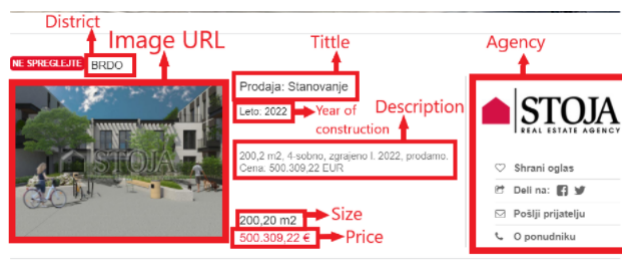 District
Image URL
Tittle
Agency
NE SPREGLEJTE
BRDO
Prodaja: Stanovanje
Leto: 2022
Year of
construction
Description
STOJA
STOJA
REAL ESTATE AGENCY
200,2 m2, 4-sobno, zgrajeno l. 2022, prodamo.
Cena: 500.309,22 EUR
Shrani oglas
Deli na:
Pošlji prijatelju
O ponudniku
200,20 m2
Size
500.309,22 €
Price